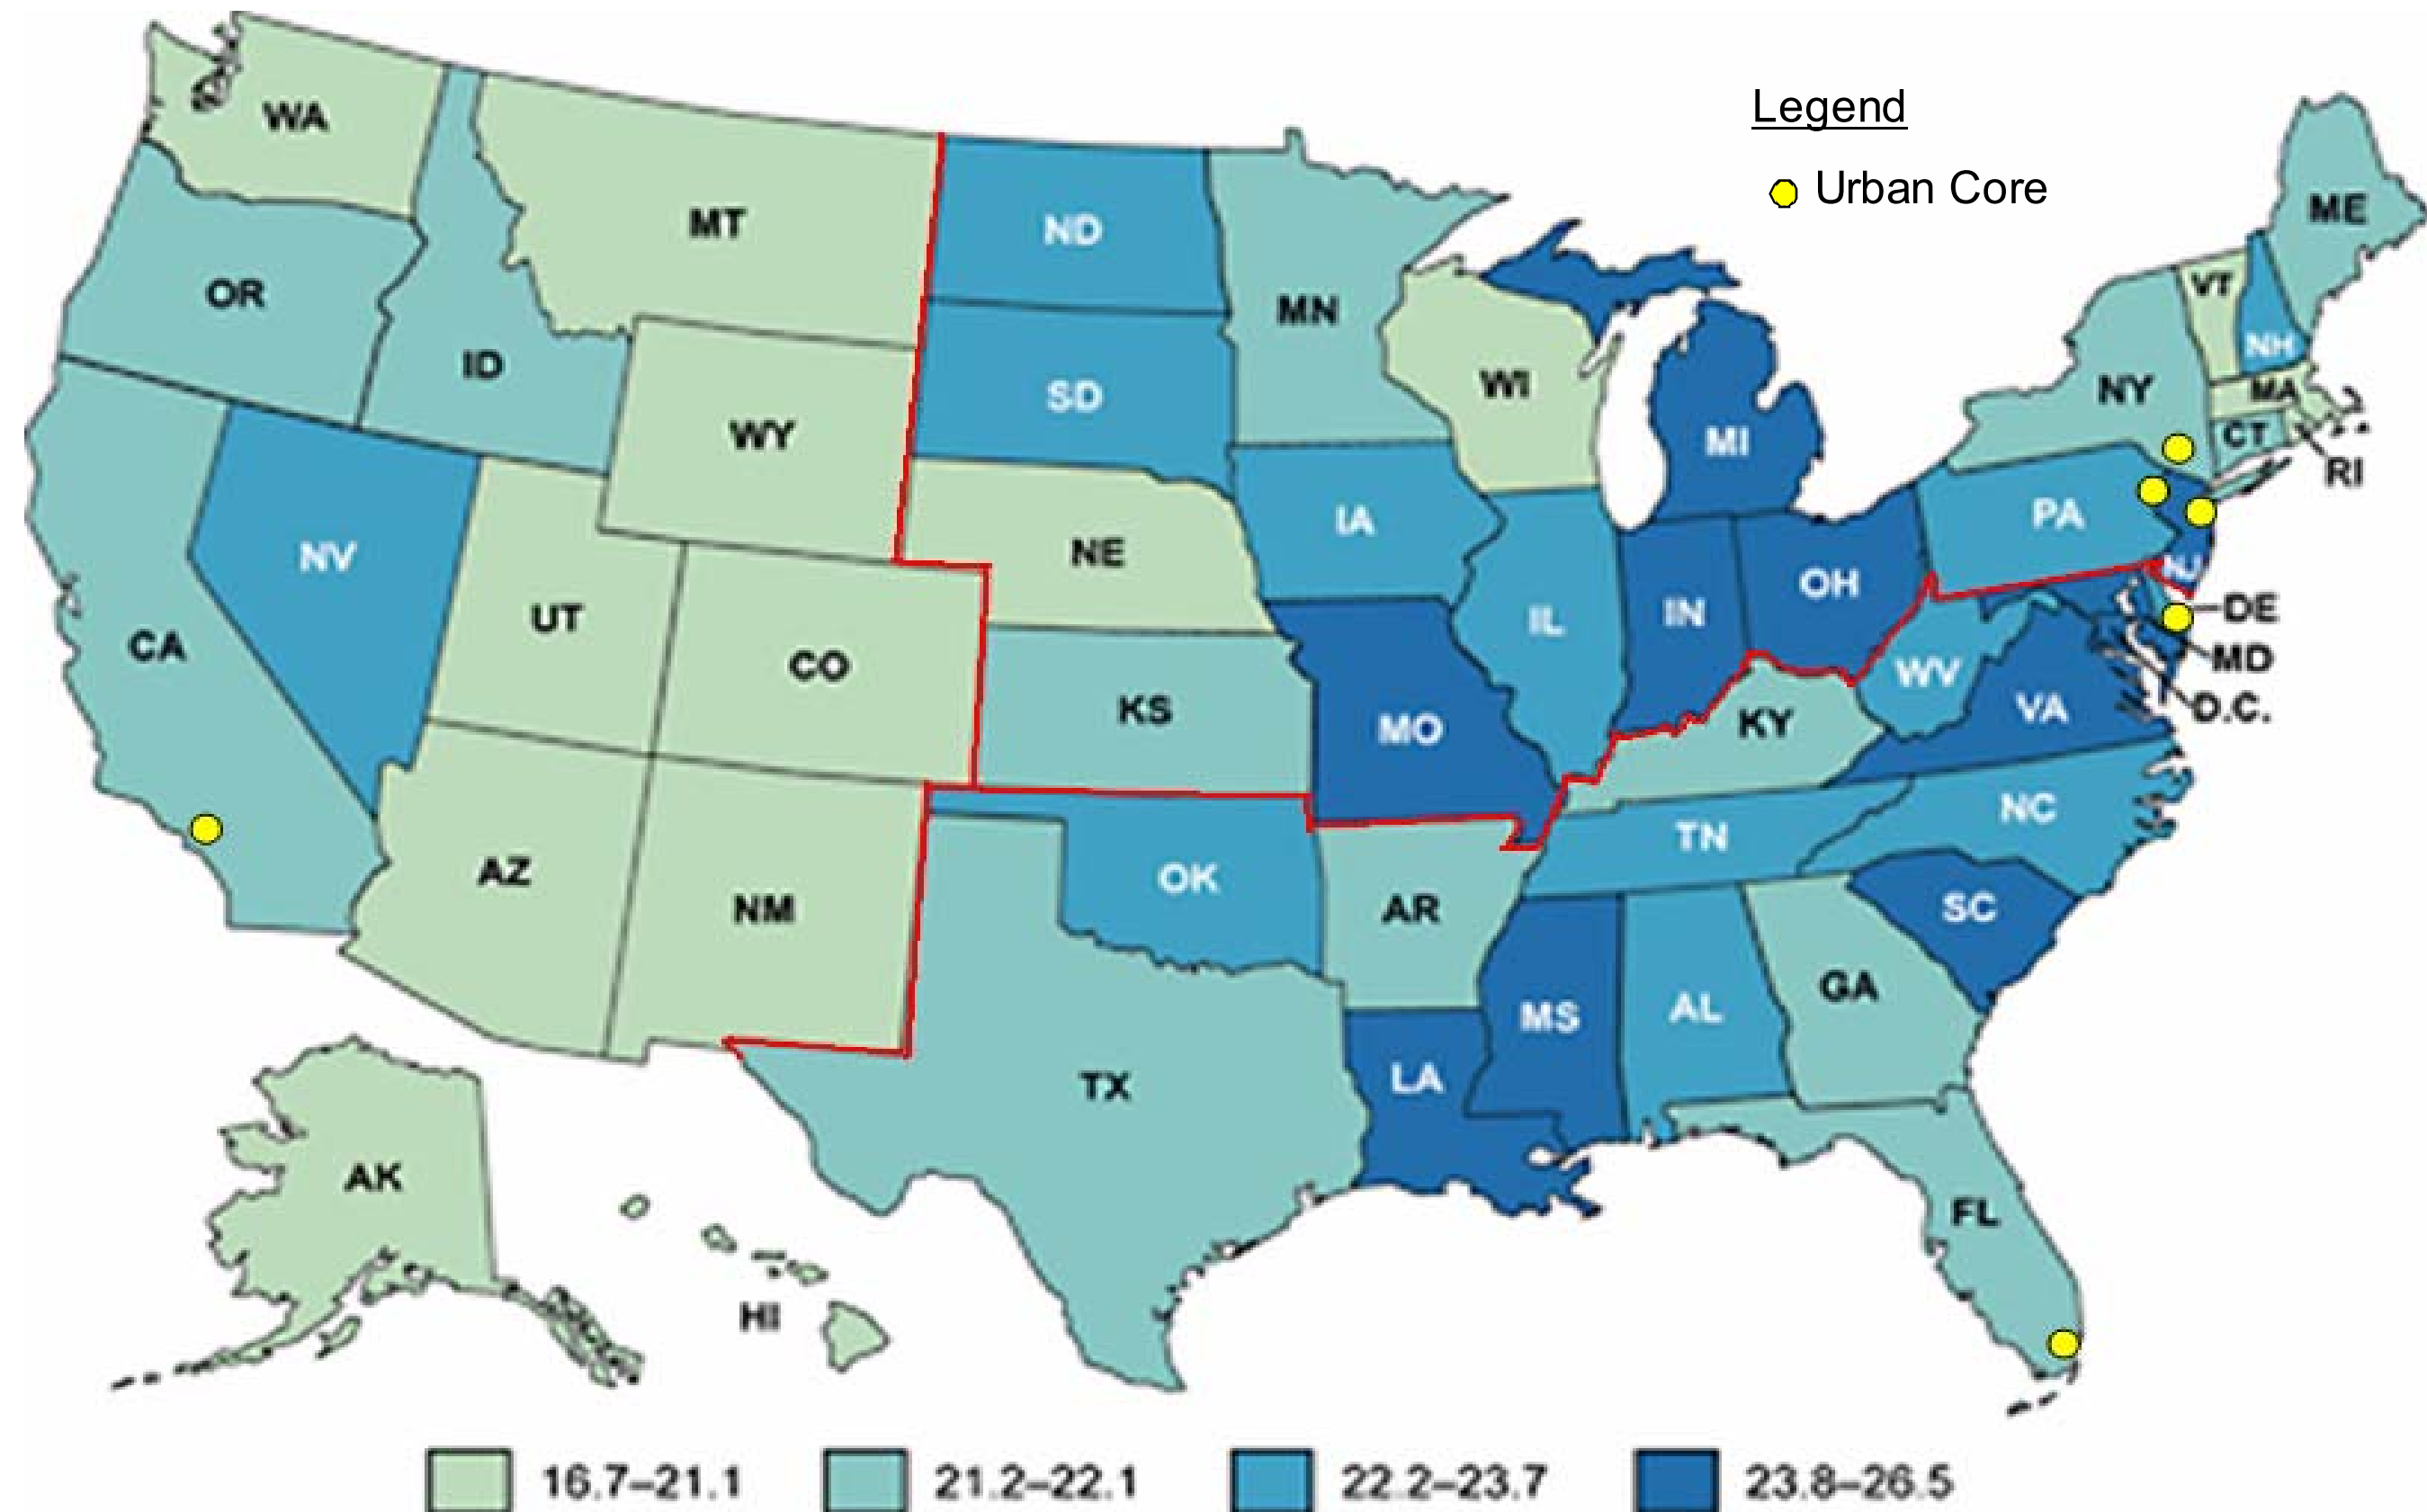 Legend
Urban Core
WA
MT
ND
MN
ME
VT
NH
OR
ID
SD
WI
NY
MA
WY
MI
CT
RI
IA
PA
NV
NE
NJ
UT
CO
IL
IN
OH
DE
CA
MD
KS
MO
WV
VA
D.C.
KY
NC
TN
AZ
NM
OK
AR
SC
GA
MS
AL
TX
LA
AK
FL
HI
16.7–21.1
21.2–22.1
22.2–23.7
23.8–26.5